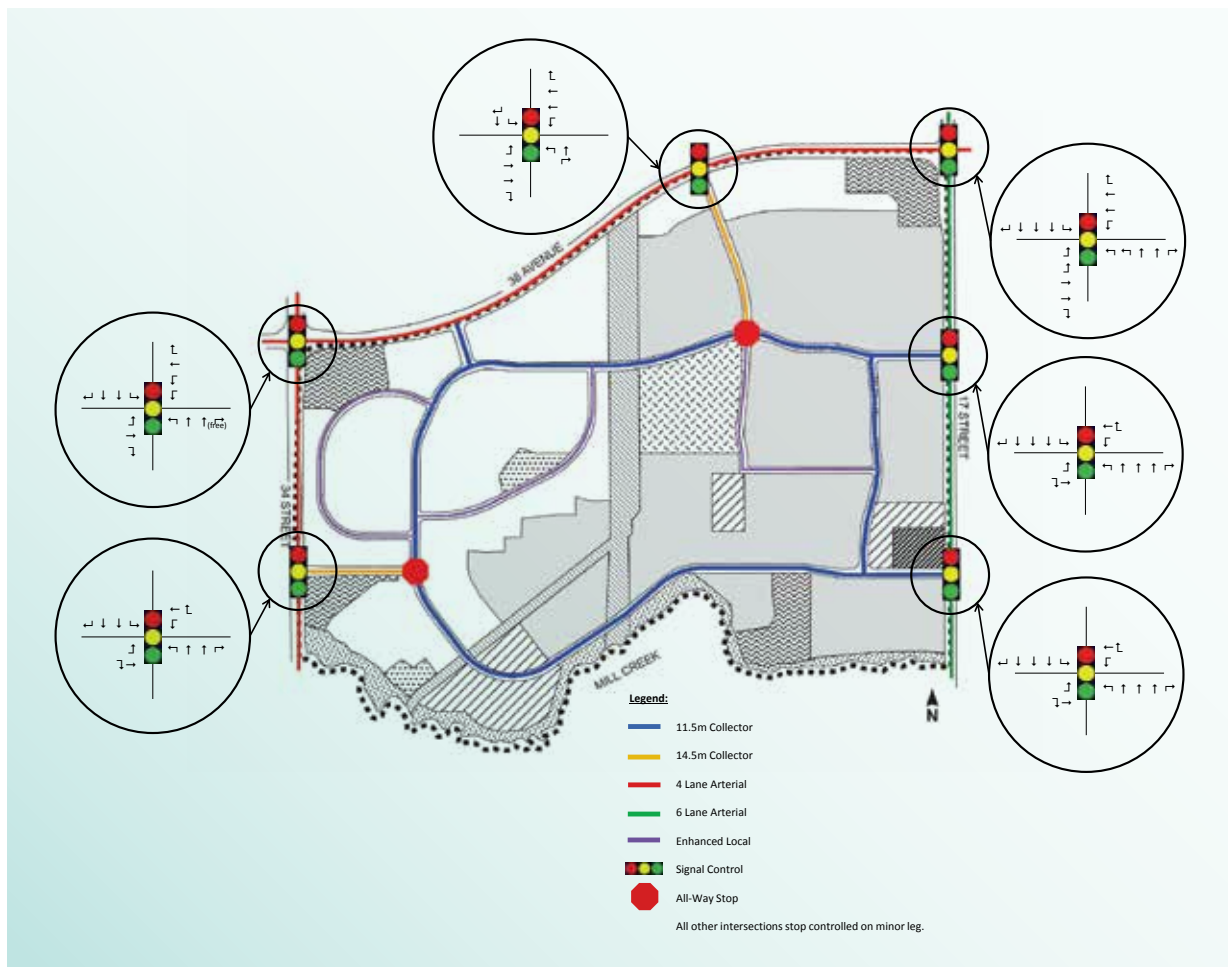 38 AVENUE
(free)
17 STREET
34 STREET
MILL CREEK
N
Legend:
11.5m Collector
14.5m Collector
4 Lane Arterial
6 Lane Arterial
Enhanced Local
Signal Control
All-Way Stop
All other intersections stop controlled on minor leg.